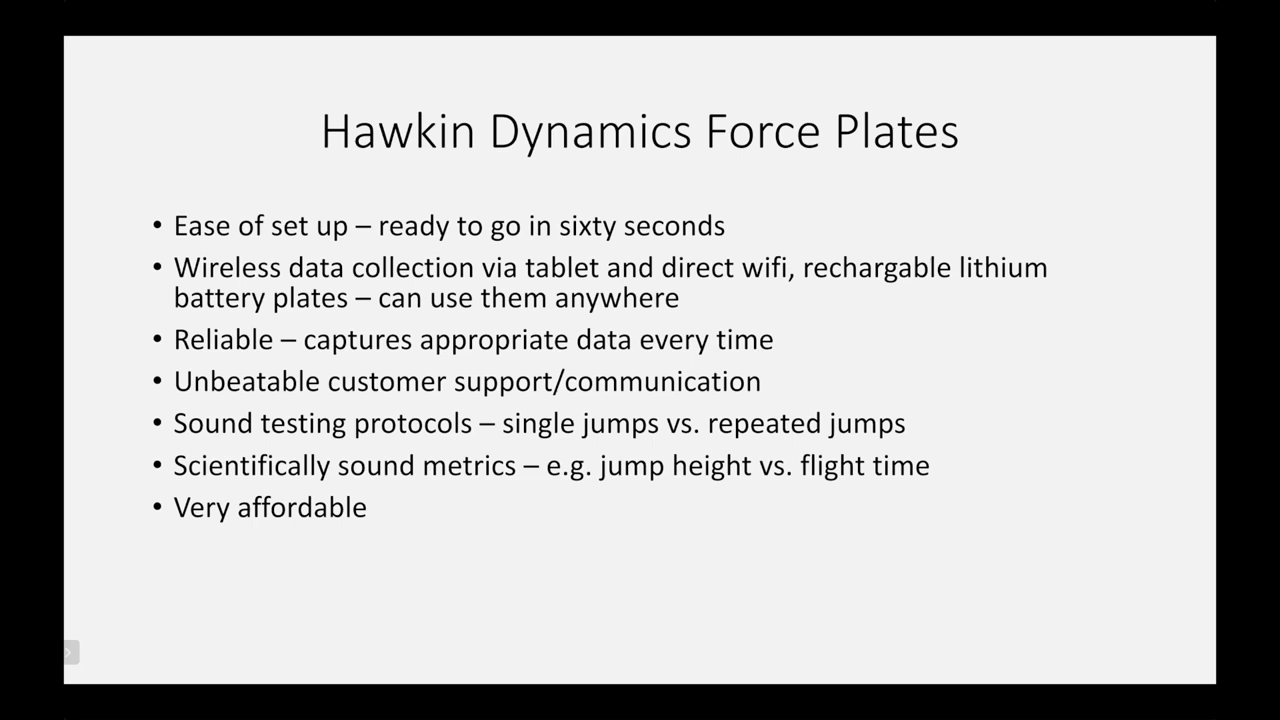 Hawkin Dynamics Force Plates
• Ease of set up – ready to go in sixty seconds
• Wireless data collection via tablet and direct wifi, rechargable lithium
battery plates – can use them anywhere
• Reliable – captures appropriate data every time
• Unbeatable customer support/communication
• Sound testing protocols – single jumps vs. repeated jumps
• Scientifically sound metrics – e.g. jump height vs. flight time
• Very affordable